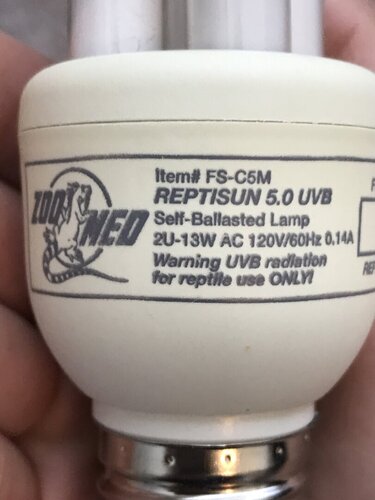 ZOO MED
Item# FS-C5M
REPTISUN 5.0 UVB
Self-Ballasted Lamp
2U-13W AC 120V/60Hz 0.14A
Warning UVB radiation
for reptile use ONLY!